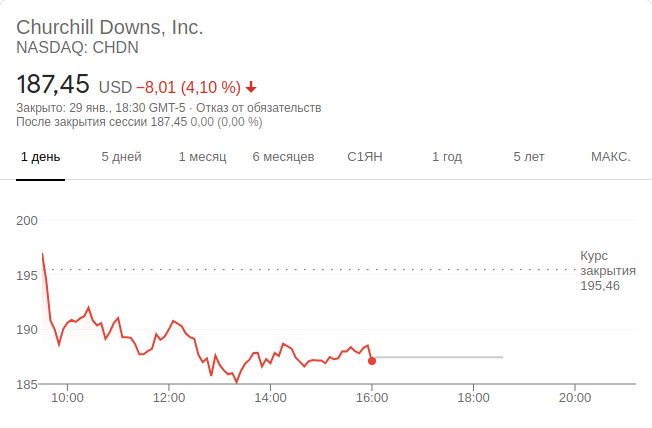 Churchill Downs, Inc.
NASDAQ: CHDN
187,45 USD −8,01 (4,10 %)
Закрыто: 29 янв., 18:30 GMT-5 · Отказ от обязательств
После закрытия сессии 187,45 0,00 (0,00 %)
1 день 5 дней 1 месяц 6 месяцев С1ЯН 1 год 5 лет МАКС.
200
195
190
185
Курс
закрытия
195,46
10:00 12:00 14:00 16:00 18:00 20:00